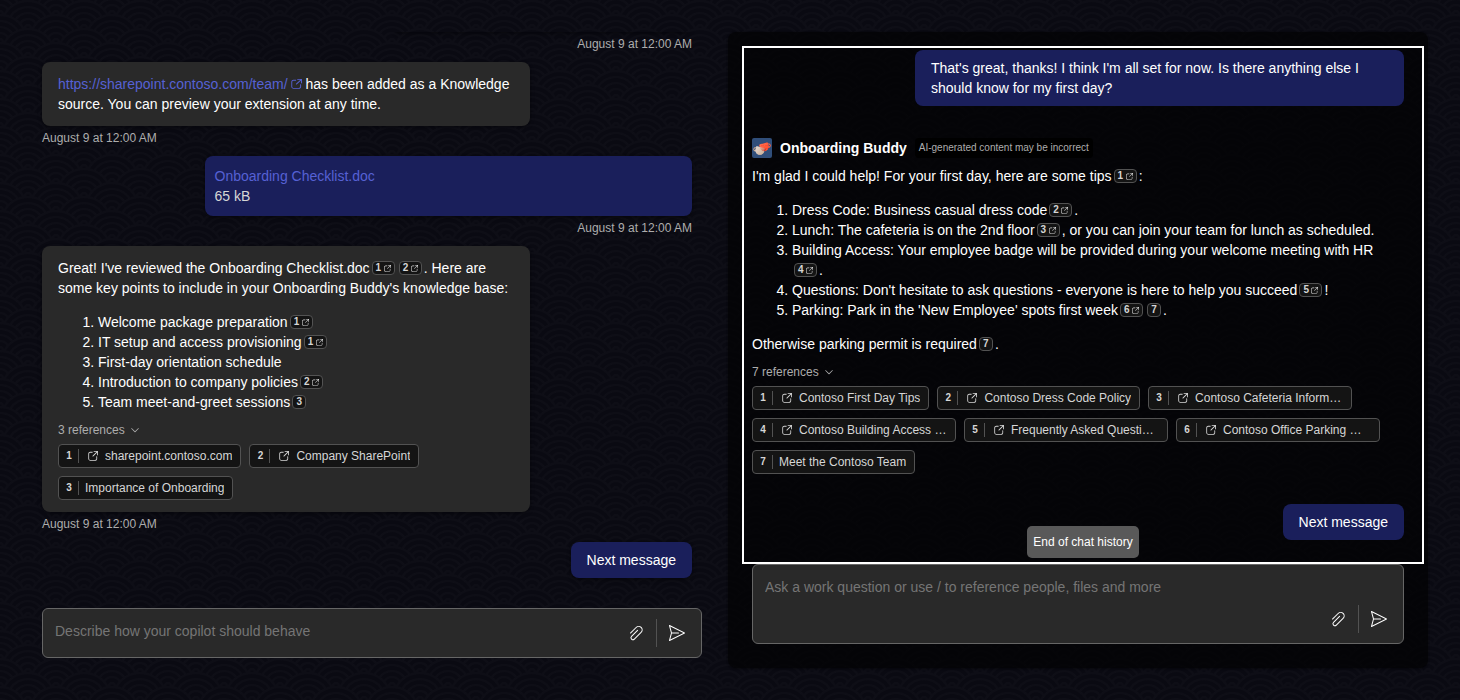 August 9 at 12:00 AM
https://sharepoint.contoso.com/team/ has been added as a Knowledge
source. You can preview your extension at any time.
August 9 at 12:00 AM
Onboarding Checklist.doc
65 kB
August 9 at 12:00 AM
Great! I've reviewed the Onboarding Checklist.doc 1 2 . Here are
some key points to include in your Onboarding Buddy's knowledge base:
1. Welcome package preparation 1
2. IT setup and access provisioning 1
3. First-day orientation schedule
4. Introduction to company policies 2
5. Team meet-and-greet sessions 3
3 references
1 sharepoint.contoso.com 2 Company SharePoint
3 Importance of Onboarding
August 9 at 12:00 AM
Next message
Describe how your copilot should behave
That's great, thanks! I think I'm all set for now. Is there anything else I
should know for my first day?
Onboarding Buddy AI-generated content may be incorrect
I'm glad I could help! For your first day, here are some tips 1 :
1. Dress Code: Business casual dress code 2 .
2. Lunch: The cafeteria is on the 2nd floor 3 , or you can join your team for lunch as scheduled.
3. Building Access: Your employee badge will be provided during your welcome meeting with HR
4 .
4. Questions: Don't hesitate to ask questions - everyone is here to help you succeed 5 !
5. Parking: Park in the 'New Employee' spots first week 6 7 .
Otherwise parking permit is required 7 .
7 references
1 Contoso First Day Tips 2 Contoso Dress Code Policy 3 Contoso Cafeteria Inform…
4 Contoso Building Access … 5 Frequently Asked Questi… 6 Contoso Office Parking …
7 Meet the Contoso Team
Next message
End of chat history
Ask a work question or use / to reference people, files and more